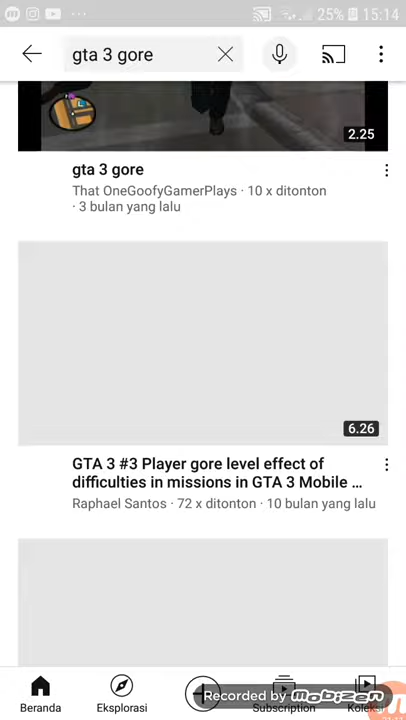 25% 15:14
gta 3 gore
2.25
gta 3 gore
That OneGoofyGamerPlays · 10 x ditonton
· 3 bulan yang lalu
6.26
GTA 3 #3 Player gore level effect of
difficulties in missions in GTA 3 Mobile ...
Raphael Santos · 72 x ditonton · 10 bulan yang lalu
Recorded by mobizen
Beranda
Eksplorasi
Subscription
Koleksi